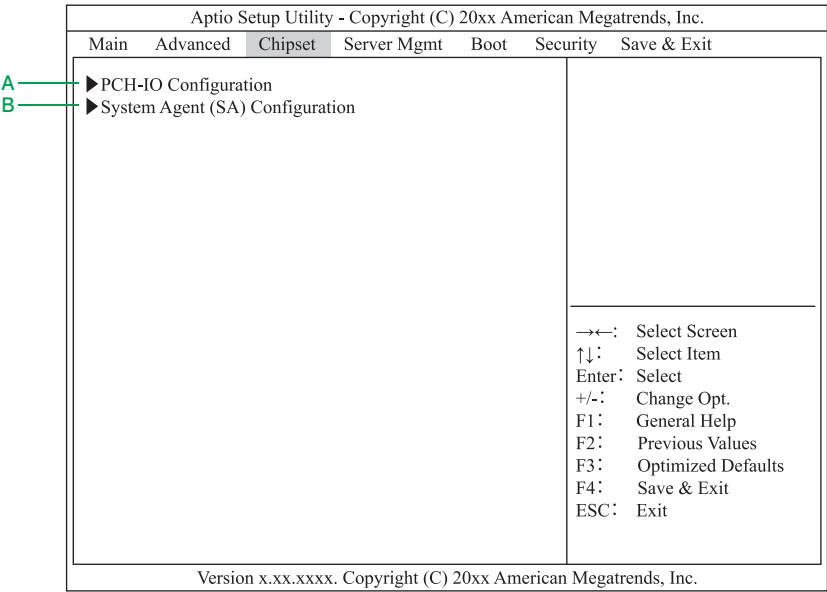 Aptio Setup Utility - Copyright (C) 20xx American Megatrends, Inc.
Main Advanced Chipset Server Mgmt Boot Security Save & Exit
A ▶PCH-IO Configuration
B ▶System Agent (SA) Configuration
→←: Select Screen
↑↓: Select Item
Enter: Select
+/-: Change Opt.
F1: General Help
F2: Previous Values
F3: Optimized Defaults
F4: Save & Exit
ESC: Exit
Version x.xx.xxxx. Copyright (C) 20xx American Megatrends, Inc.